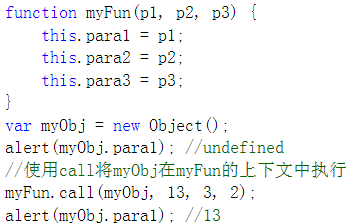 function myFun(p1, p2, p3) {
    this.para1 = p1;
    this.para2 = p2;
    this.para3 = p3;
}
var myObj = new Object();
alert(myObj.para1); //undefined
//使用call将myObj在myFun的上下文中执行
myFun.call(myObj, 13, 3, 2);
alert(myObj.para1); //13